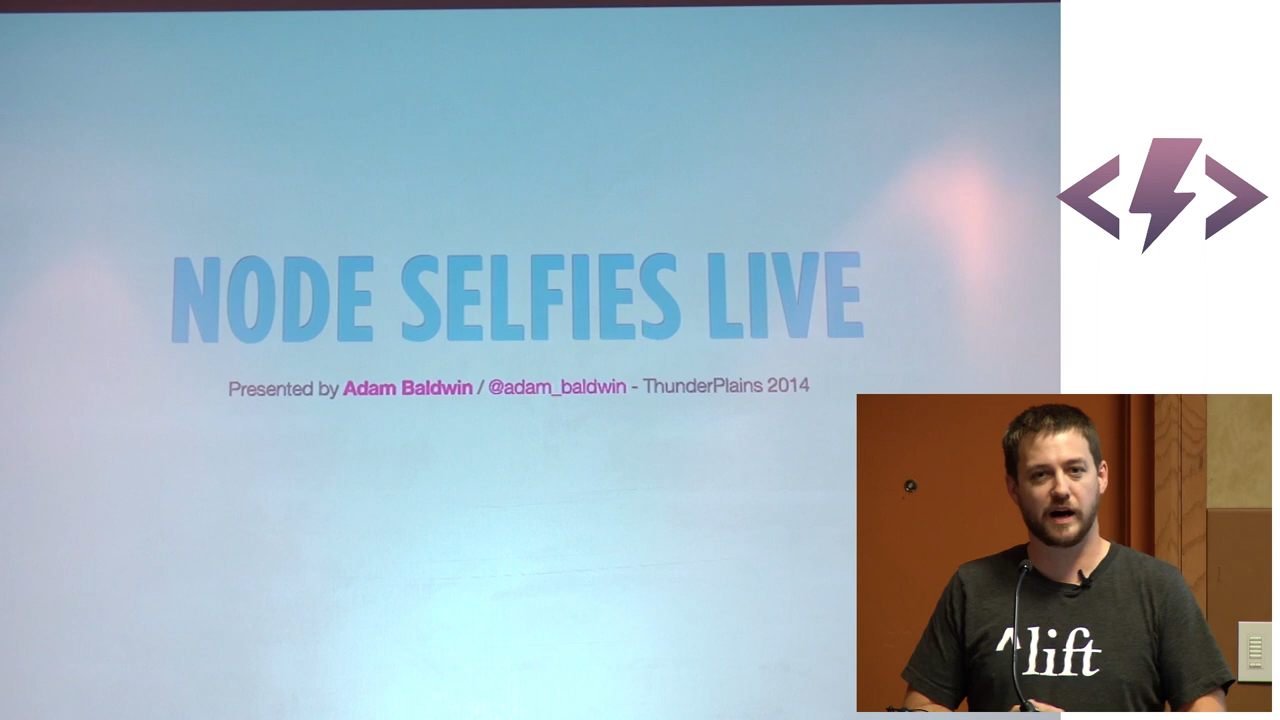 NODE SELFIES LIVE
Presented by Adam Baldwin / @adam_baldwin - ThunderPlains 2014
^lift